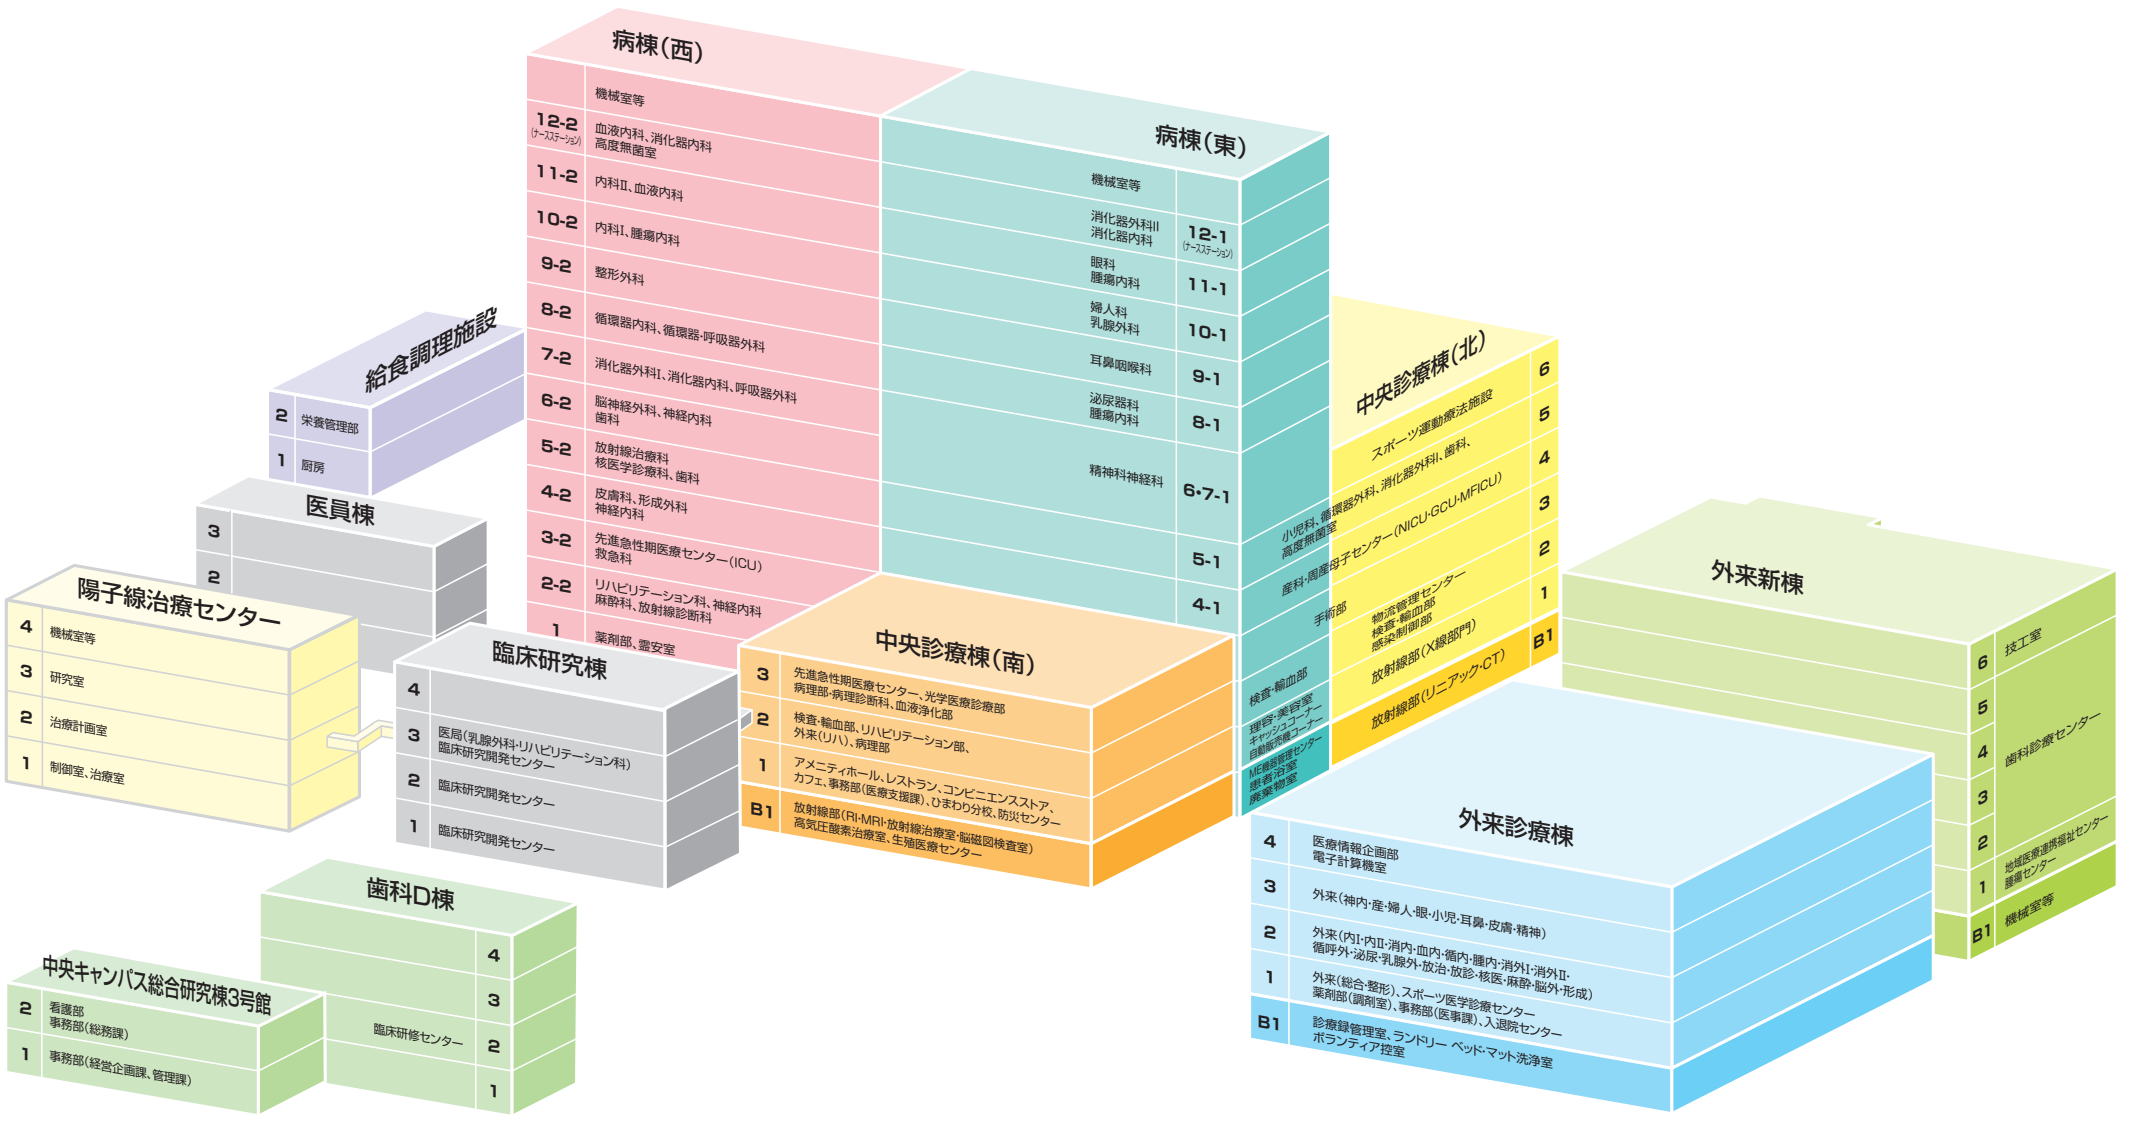 病棟(西)
機械室等
12-2
(ナースステーション)
血液内科、消化器内科
高度無菌室
11-2
内科II、血液内科
10-2
内科I、腫瘍内科
9-2
整形外科
8-2
循環器内科、循環器・呼吸器外科
7-2
消化器外科I、消化器内科、呼吸器外科
6-2
脳神経外科、神経内科
歯科
5-2
放射線治療科
核医学診療科、歯科
4-2
皮膚科、形成外科
神経内科
3-2
先進急性期医療センター(ICU)
救急科
2-2
リハビリテーション科、神経内科
麻酔科、放射線診断科
1
薬剤部、霊安室
病棟(東)
機械室等
消化器外科II
消化器内科
12-1
(ナースステーション)
眼科
腫瘍内科
11-1
婦人科
乳腺外科
10-1
耳鼻咽喉科
9-1
泌尿器科
腫瘍内科
8-1
精神科神経科
6・7-1
5-1
小児科、循環器外科、消化器外科I、歯科、
高度無菌室
4-1
産科・周産母子センター(NICU・GCU・MFICU)
手術部
検査・輸血部
理容・美容室
キャッシュコーナー
自動販売機コーナー
ME機器管理センター
患者浴室
廃棄物室
中央診療棟(北)
6
スポーツ運動療法施設
5
4
3
2
物流管理センター
検査・輸血部
感染制御部
1
放射線部(X線部門)
B1
放射線部(リニアック・CT)
給食調理施設
2
栄養管理部
1
厨房
医員棟
3
2
陽子線治療センター
4
機械室等
3
研究室
2
治療計画室
1
制御室、治療室
臨床研究棟
4
3
医局(乳腺外科・リハビリテーション科)
臨床研究開発センター
2
臨床研究開発センター
1
臨床研究開発センター
中央診療棟(南)
3
先進急性期医療センター、光学医療診療部
病理部・病理診断科、血液浄化部
2
検査・輸血部、リハビリテーション部、
外来(リハ)、病理部
1
アメニティホール、レストラン、コンビニエンスストア、
カフェ、事務部(医療支援課)、ひまわり分校、防災センター
B1
放射線部(RI・MRI・放射線治療室・脳磁図検査室)
高気圧酸素治療室、生殖医療センター
外来新棟
6
技工室
5
4
歯科診療センター
3
2
1
地域医療連携福祉センター
腫瘍センター
B1
機械室等
外来診療棟
4
医療情報企画部
電子計算機室
3
外来(神内・産・婦人・眼・小児・耳鼻・皮膚・精神)
2
外来(内I・内II・消内・血内・循内・腫内・消外I・消外II・
循呼外・泌尿・乳腺外・放治・放診・核医・麻酔・脳外・形成)
1
外来(総合・整形)、スポーツ医学診療センター
薬剤部(調剤室)、事務部(医事課)、入退院センター
B1
診療録管理室、ランドリー ベッド・マット洗浄室
ボランティア控室
歯科D棟
4
3
臨床研修センター
2
1
中央キャンパス総合研究棟3号館
2
看護部
事務部(総務課)
1
事務部(経営企画課、管理課)